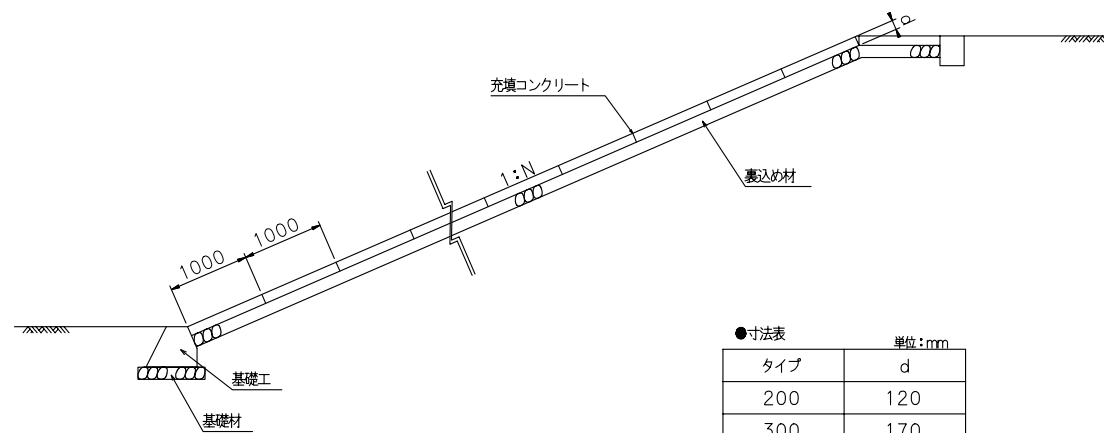 d
充填コンクリート
1:N
裏込め材
1000
1000
基礎工
基礎材
●寸法表
単位:mm
タイプ d
200 120
300 170